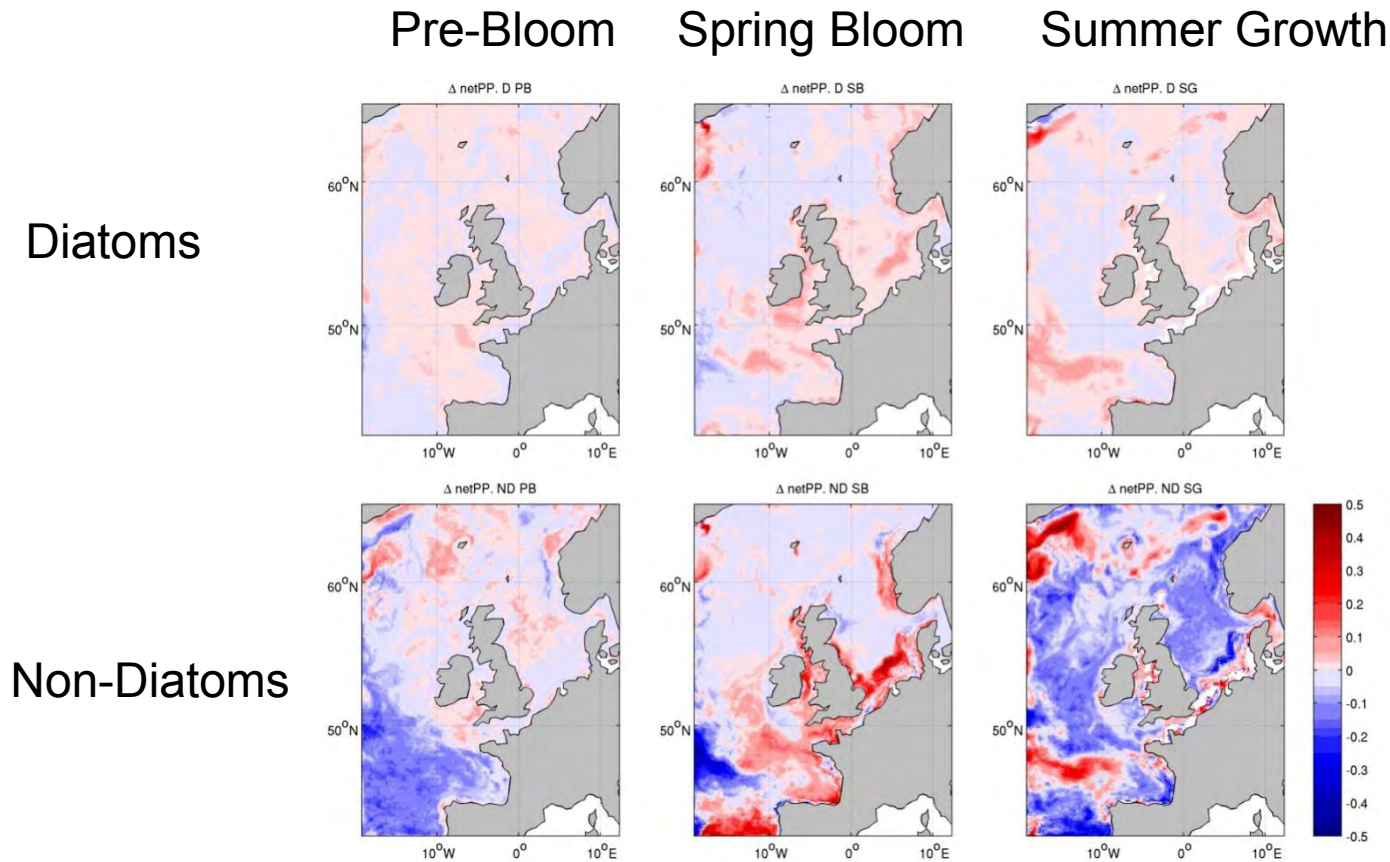 Pre-Bloom Spring Bloom Summer Growth
Δ netPP. D PB Δ netPP. D SB Δ netPP. D SG
Diatoms
60°N 60°N 60°N
50°N 50°N 50°N
10°W 0° 10°E 10°W 0° 10°E 10°W 0° 10°E
Δ netPP. ND PB Δ netPP. ND SB Δ netPP. ND SG
Non-Diatoms
60°N 60°N 60°N
50°N 50°N 50°N
10°W 0° 10°E 10°W 0° 10°E 10°W 0° 10°E
0.5
0.4
0.3
0.2
0.1
0
-0.1
-0.2
-0.3
-0.4
-0.5